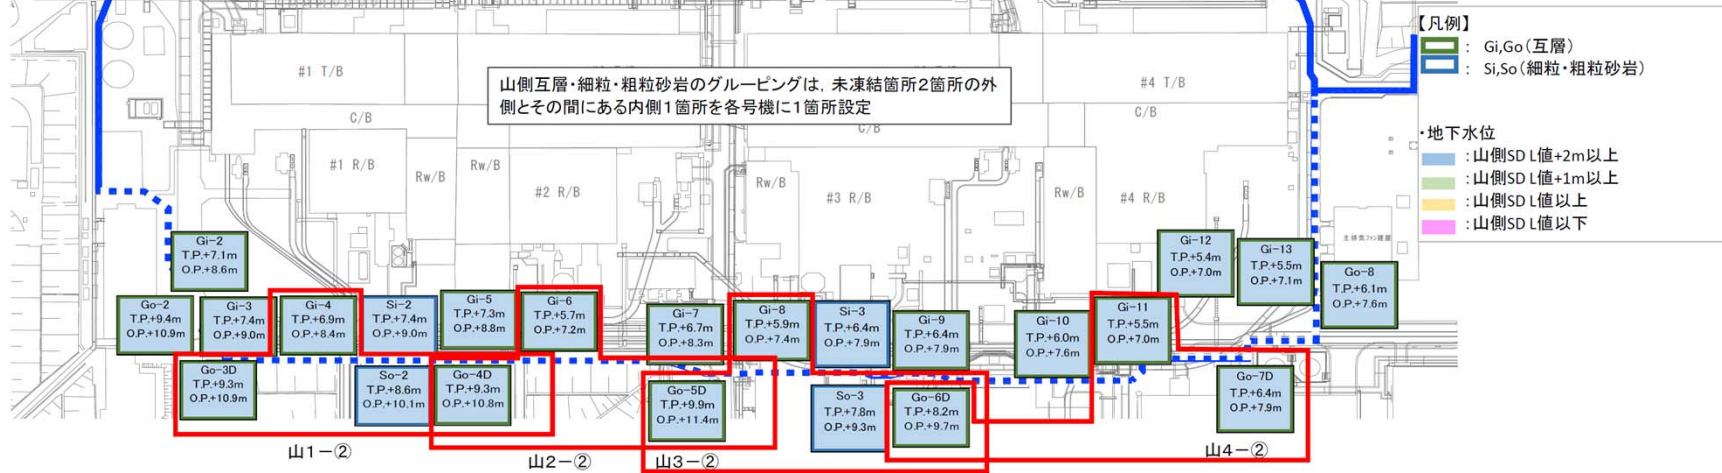 【凡例】
： Gi,Go（互層）
： Si,So（細粒・粗粒砂岩）
・地下水位
：山側SD L値+2m以上
：山側SD L値+1m以上
：山側SD L値以上
：山側SD L値以下
#1 T/B
山側互層・細粒・粗粒砂岩のグルーピングは，未凍結箇所2箇所の外
側とその間にある内側1箇所を各号機に1箇所設定
#4 T/B
C/B
C/B
C/B
#1 R/B
Rw/B
Rw/B
#2 R/B
Rw/B
#3 R/B
Rw/B
#4 R/B
主排気ファン建屋
Gi-2
T.P.+7.1m
O.P.+8.6m
Gi-12
T.P.+5.4m
O.P.+7.0m
Gi-13
T.P.+5.5m
O.P.+7.1m
Go-8
T.P.+6.1m
O.P.+7.6m
Go-2
T.P.+9.4m
O.P.+10.9m
Gi-3
T.P.+7.4m
O.P.+9.0m
Gi-4
T.P.+6.9m
O.P.+8.4m
Si-2
T.P.+7.4m
O.P.+9.0m
Gi-5
T.P.+7.3m
O.P.+8.8m
Gi-6
T.P.+5.7m
O.P.+7.2m
Gi-7
T.P.+6.7m
O.P.+8.3m
Gi-8
T.P.+5.9m
O.P.+7.4m
Si-3
T.P.+6.4m
O.P.+7.9m
Gi-9
T.P.+6.4m
O.P.+7.9m
Gi-10
T.P.+6.0m
O.P.+7.6m
Gi-11
T.P.+5.5m
O.P.+7.0m
Go-3D
T.P.+9.3m
O.P.+10.9m
So-2
T.P.+8.6m
O.P.+10.1m
Go-4D
T.P.+9.3m
O.P.+10.8m
Go-5D
T.P.+9.9m
O.P.+11.4m
So-3
T.P.+7.8m
O.P.+9.3m
Go-6D
T.P.+8.2m
O.P.+9.7m
Go-7D
T.P.+6.4m
O.P.+7.9m
山1－②
山2－②
山3－②
山4－②